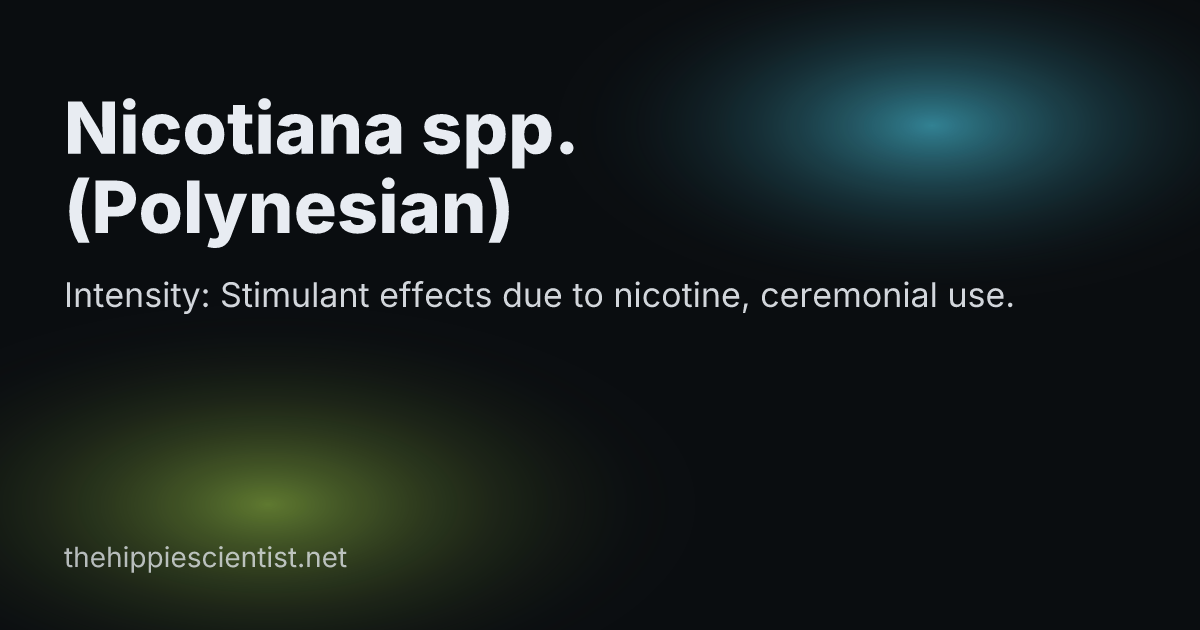 Nicotiana spp.
(Polynesian)
Intensity: Stimulant effects due to nicotine, ceremonial use.
thehippiescientist.net